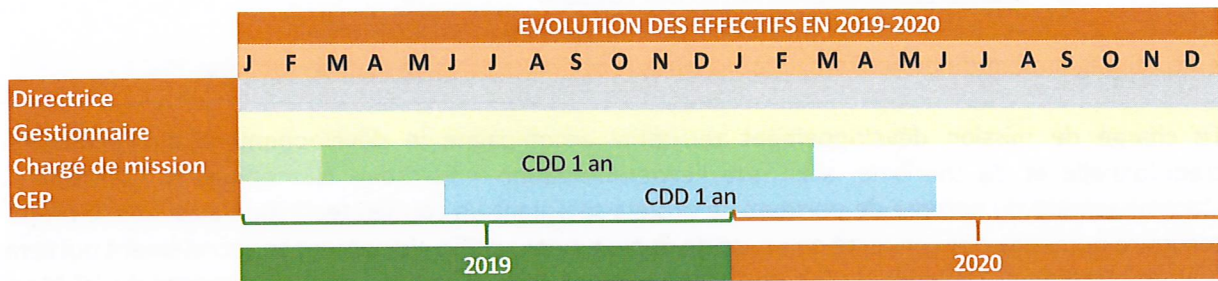 EVOLUTION DES EFFECTIFS EN 2019-2020
J F M A M J J A S O N D J F M A M J J A S O N D
Directrice
Gestionnaire
Chargé de mission CDD 1 an
CEP CDD 1 an
2019 2020